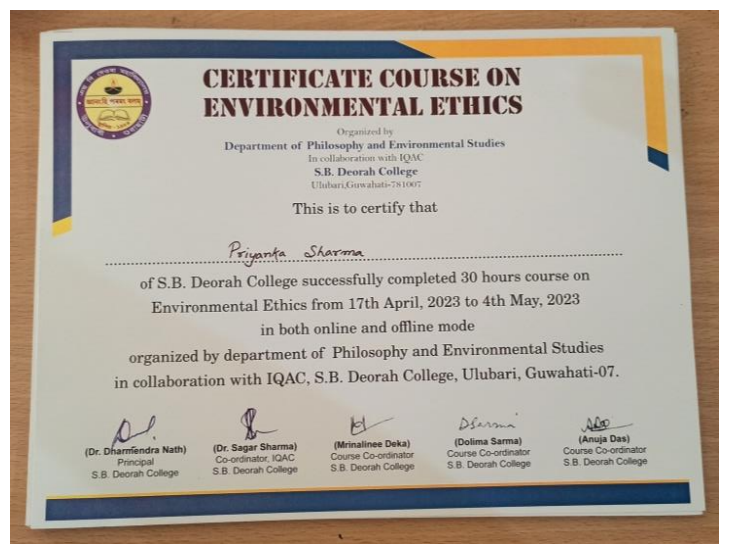 CERTIFICATE COURSE ON
ENVIRONMENTAL ETHICS
Organized by
Department of Philosophy and Environmental Studies
In collaboration with IQAC
S.B. Deorah College
Ulubari,Guwahati-781007
This is to certify that
Priyanka Sharma
of S.B. Deorah College successfully completed 30 hours course on
Environmental Ethics from 17th April, 2023 to 4th May, 2023
in both online and offline mode
organized by department of Philosophy and Environmental Studies
in collaboration with IQAC, S.B. Deorah College, Ulubari, Guwahati-07.
DSarma
(Dr. Dharmendra Nath) (Dr. Sagar Sharma) (Mrinalinee Deka) (Dolima Sarma) (Anuja Das)
Principal Co-ordinator, IQAC Course Co-ordinator Course Co-ordinator Course Co-ordinator
S.B. Deorah College S.B. Deorah College S.B. Deorah College S.B. Deorah College S.B. Deorah College